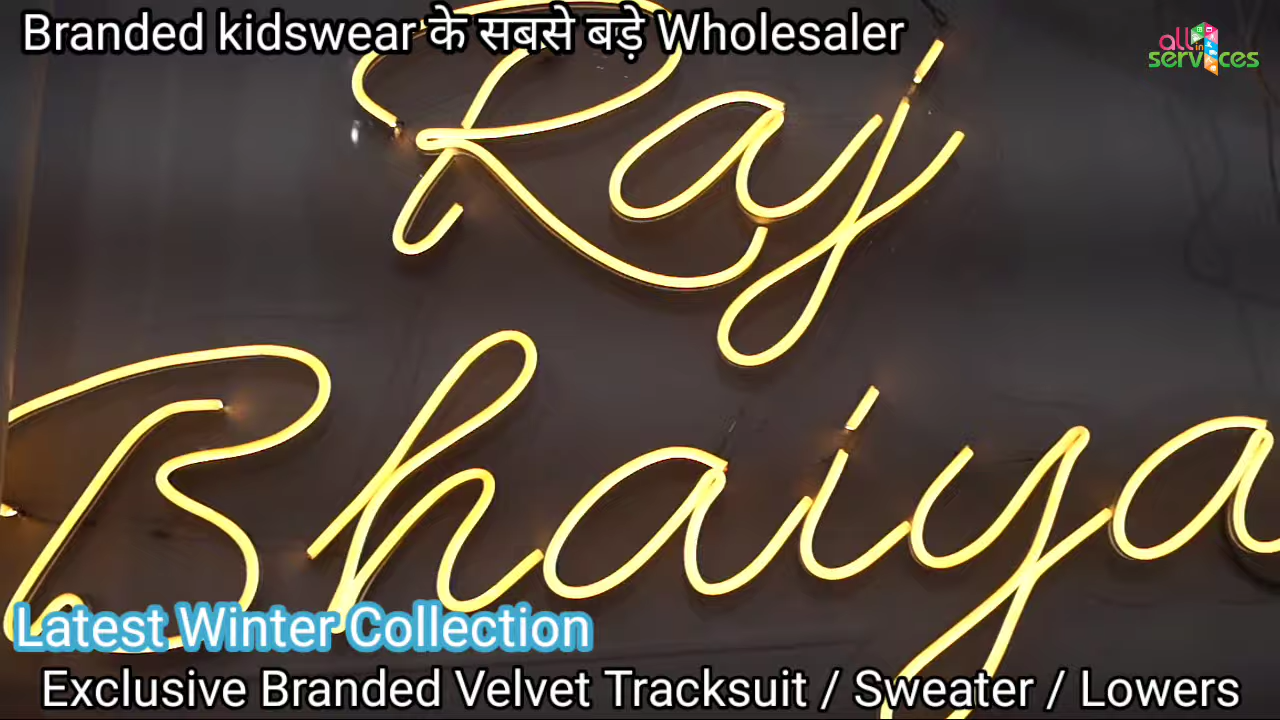 Branded kidswear के सबसे बड़े Wholesaler
all in services
Raj
Bhaiya
Latest Winter Collection
Exclusive Branded Velvet Tracksuit / Sweater / Lowers